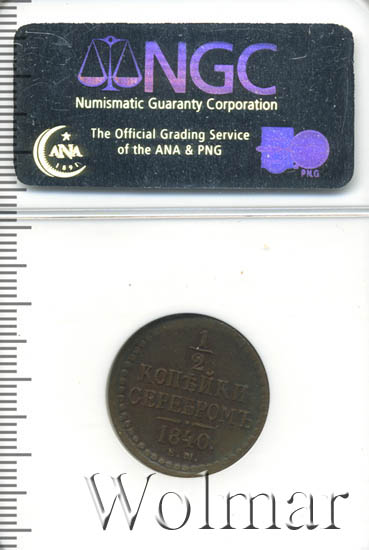 NGC
Numismatic Guaranty Corporation
The Official Grading Service
of the ANA & PNG
ANA
1891
PNG
1
2
КОПѢЙКИ
СЕРЕБРОМЪ
1840.
Wolmar